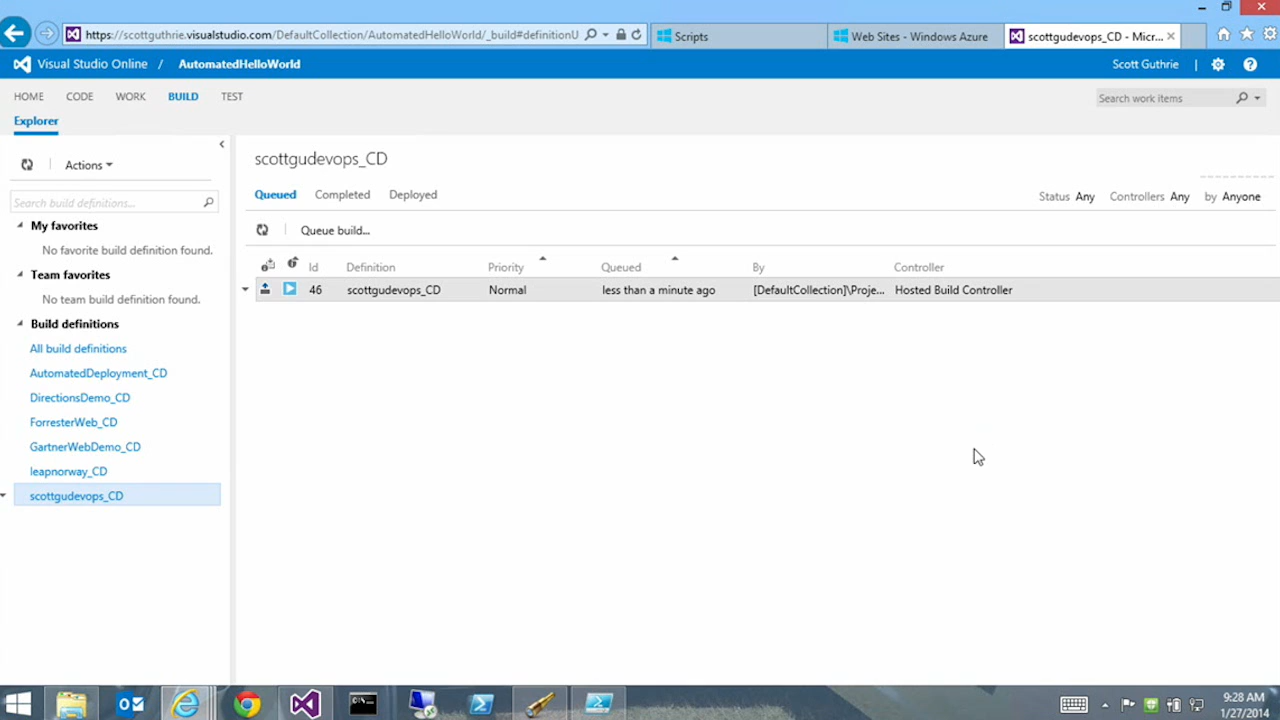 https://scottguthrie.visualstudio.com/DefaultCollection/AutomatedHelloWorld/_build#definitionU
Scripts
Web Sites - Windows Azure
scottgudevops_CD - Micr...
Visual Studio Online / AutomatedHelloWorld
Scott Guthrie
HOME CODE WORK BUILD TEST
Search work items
Explorer
Actions
Search build definitions...
My favorites
No favorite build definition found.
Team favorites
No team build definition found.
Build definitions
All build definitions
AutomatedDeployment_CD
DirectionsDemo_CD
ForresterWeb_CD
GartnerWebDemo_CD
leapnorway_CD
scottgudevops_CD
scottgudevops_CD
Queued Completed Deployed
Status Any Controllers Any by Anyone
Queue build...
Id Definition Priority Queued By Controller
46 scottgudevops_CD Normal less than a minute ago [DefaultCollection]\Proje... Hosted Build Controller
9:28 AM
1/27/2014